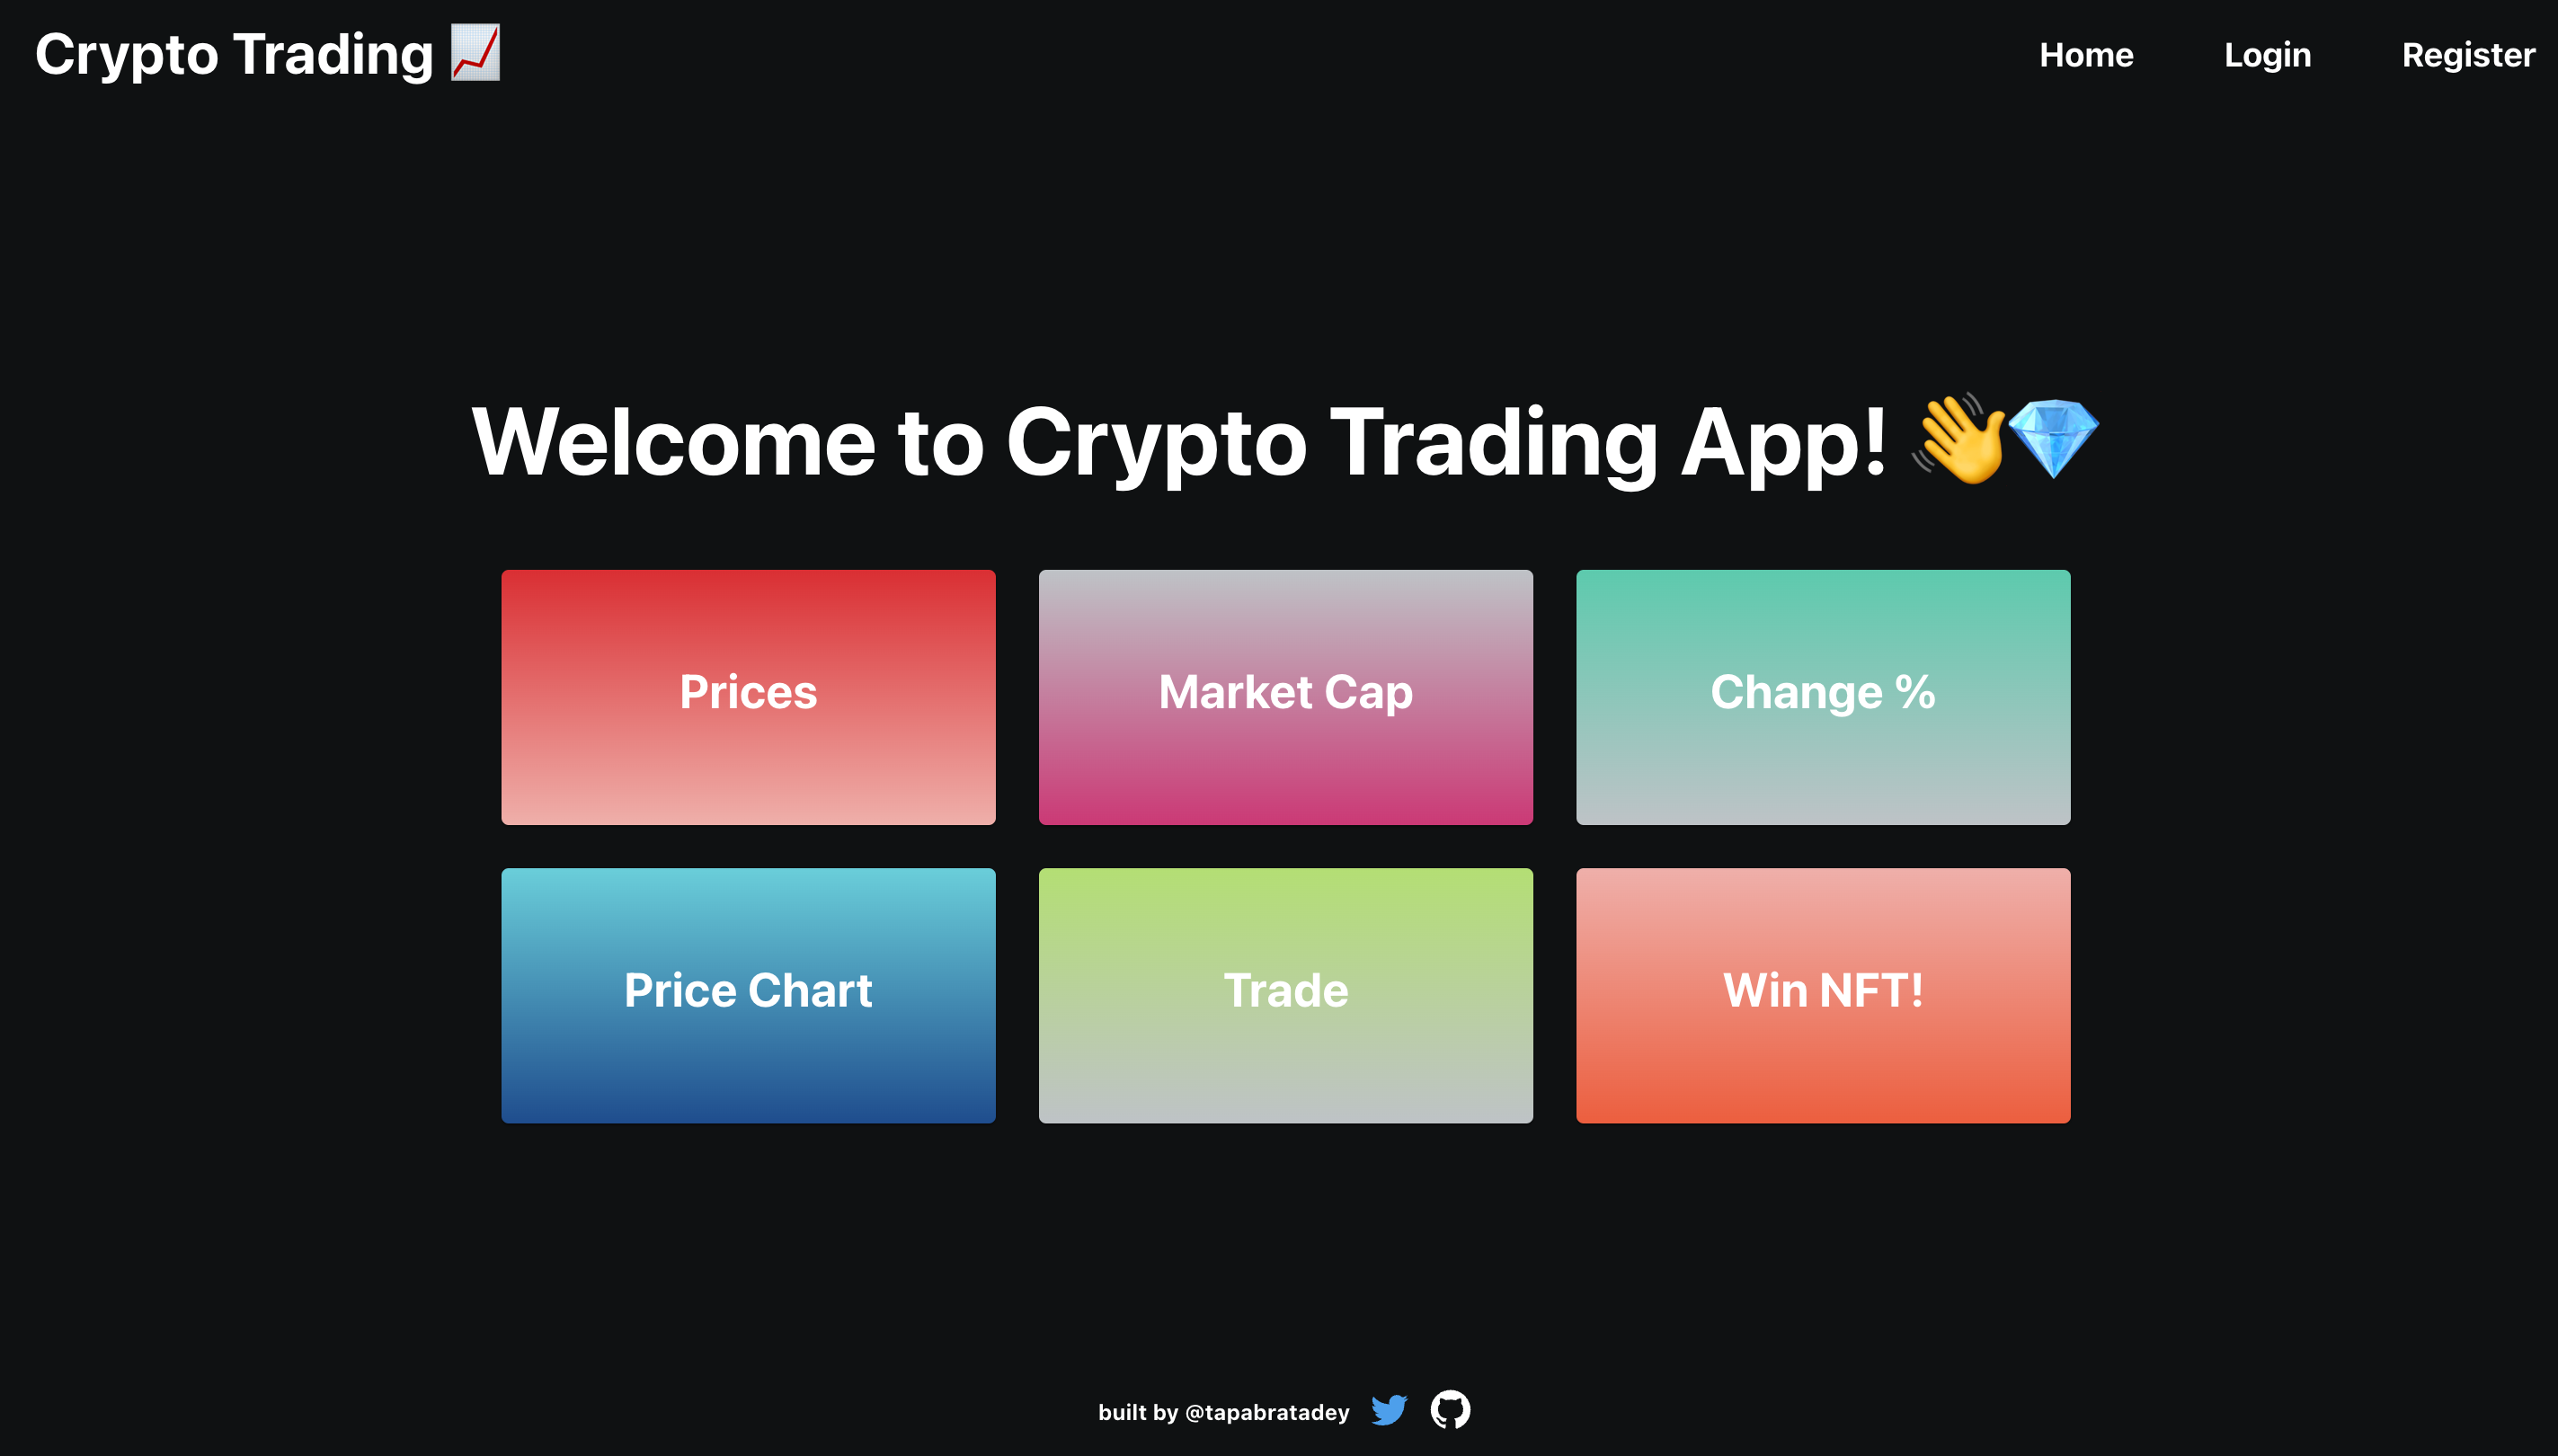 Crypto Trading 📈
Home Login Register
Welcome to Crypto Trading App! 👋💎
Prices
Market Cap
Change %
Price Chart
Trade
Win NFT!
built by @tapabratadey